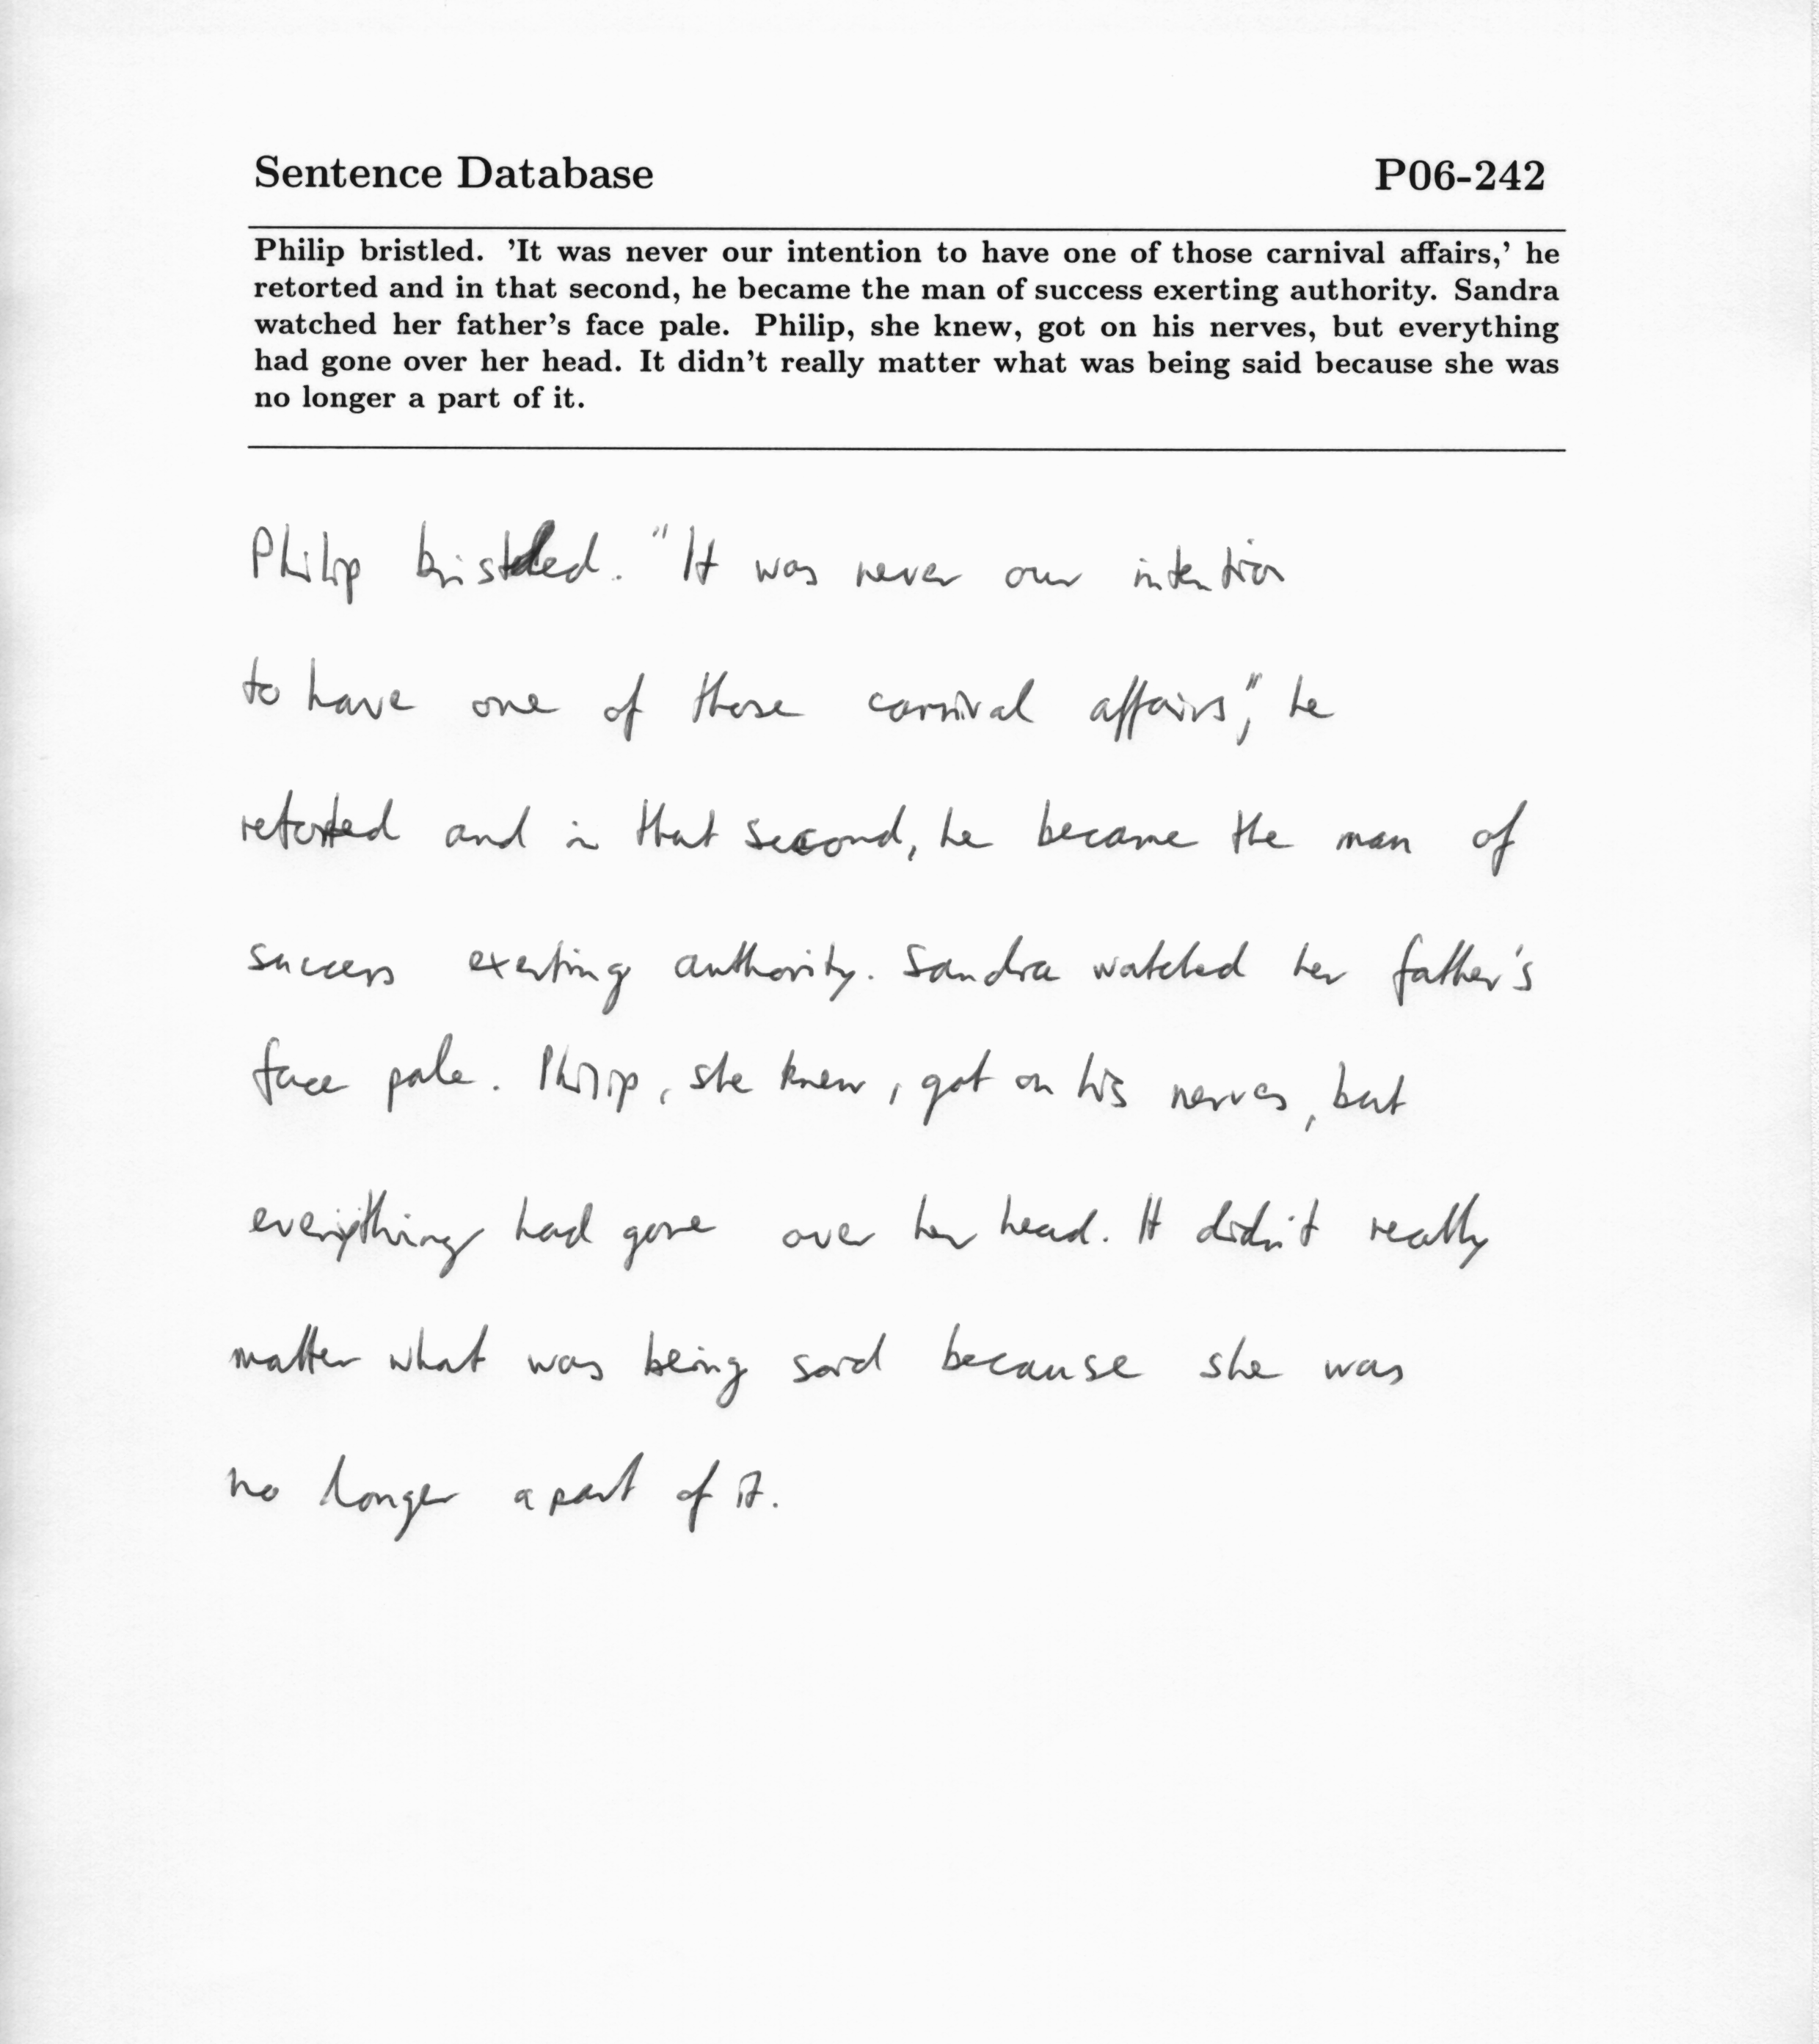 Sentence Database P06-242
Philip bristled. 'It was never our intention to have one of those carnival affairs,' he
retorted and in that second, he became the man of success exerting authority. Sandra
watched her father's face pale. Philip, she knew, got on his nerves, but everything
had gone over her head. It didn't really matter what was being said because she was
no longer a part of it.
Philip bristled. "It was never our intention
to have one of those carnival affairs", he
retorted and in that second, he became the man of
success exerting authority. Sandra watched her father's
face pale. Philip, she knew, got on his nerves, but
everything had gone over her head. It didn't really
matter what was being said because she was
no longer a part of it.